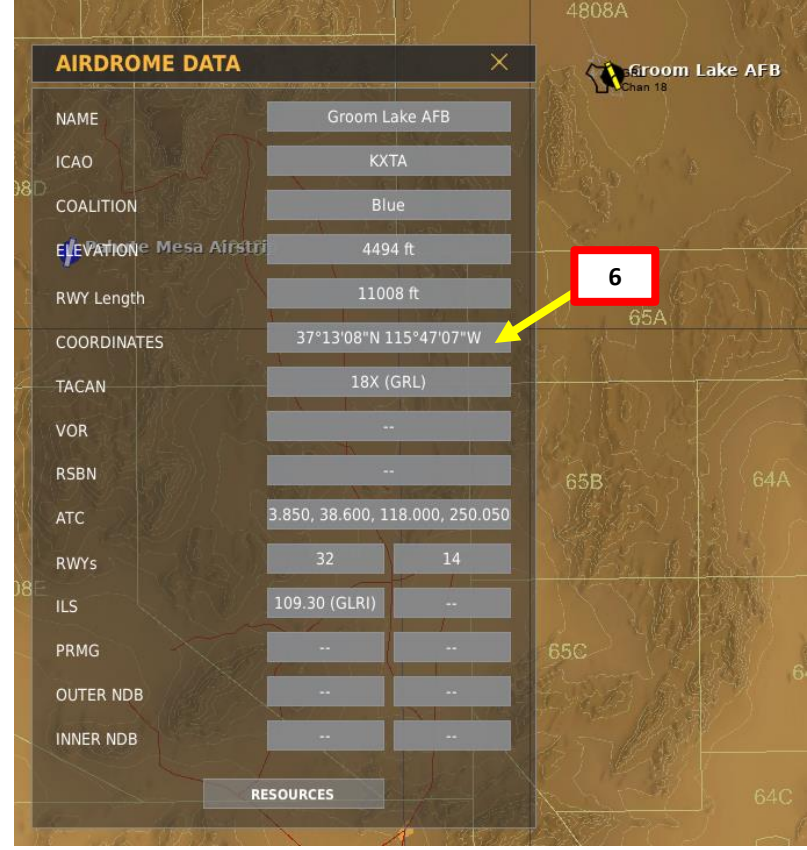 4808A
AIRDROME DATA
Groom Lake AFB
Chan 18
NAME Groom Lake AFB
ICAO KXTA
08D
COALITION Blue
ELEVATION 4494 ft
Mesa Airstri
6
RWY Length 11008 ft
65A
COORDINATES 37°13'08"N 115°47'07"W
TACAN 18X (GRL)
VOR --
RSBN --
65B 64A
ATC 3.850, 38.600, 118.000, 250.050
RWYs 32 14
08E
ILS 109.30 (GLRI) --
PRMG -- --
65C
OUTER NDB -- --
INNER NDB -- --
RESOURCES
64C